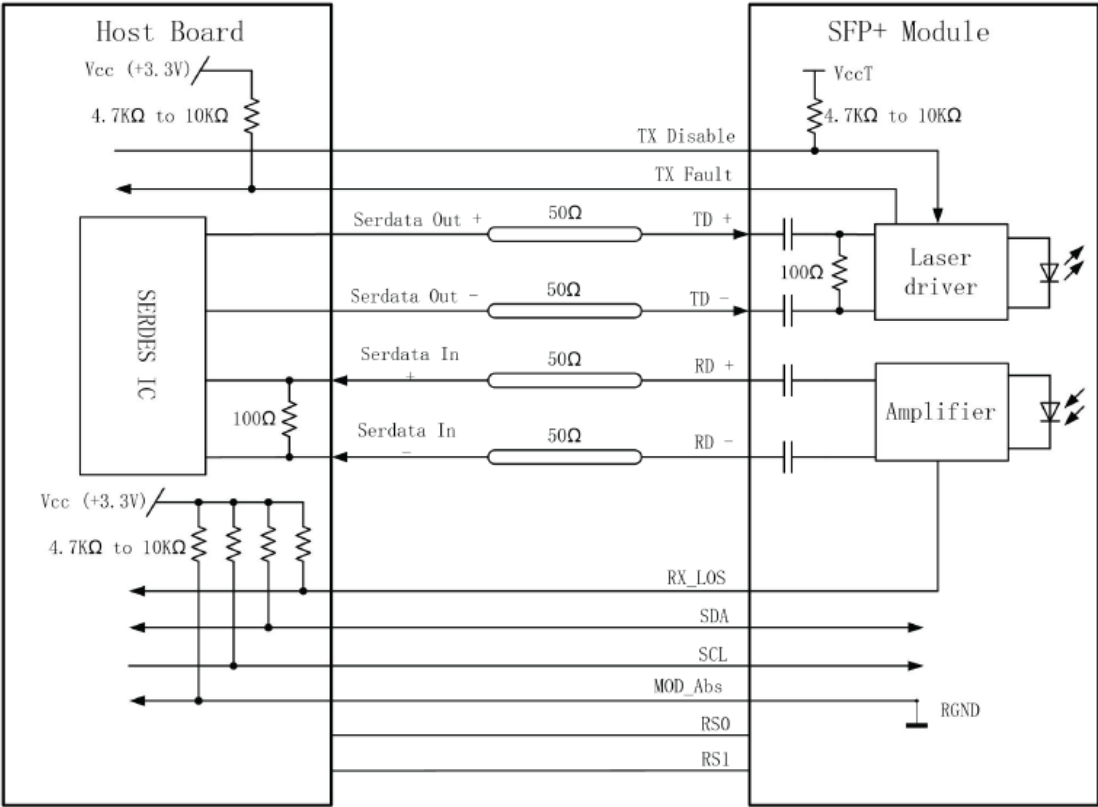 Host Board
SFP+ Module
Vcc (+3.3V)
VccT
4.7KΩ to 10KΩ
4.7KΩ to 10KΩ
TX Disable
TX Fault
Serdata Out +
50Ω
TD +
100Ω
Laser
driver
Serdata Out -
50Ω
TD -
SERDES IC
Serdata In
+
50Ω
RD +
100Ω
Amplifier
Serdata In
-
50Ω
RD -
Vcc (+3.3V)
4.7KΩ to 10KΩ
RX_LOS
SDA
SCL
MOD_Abs
RGND
RS0
RS1